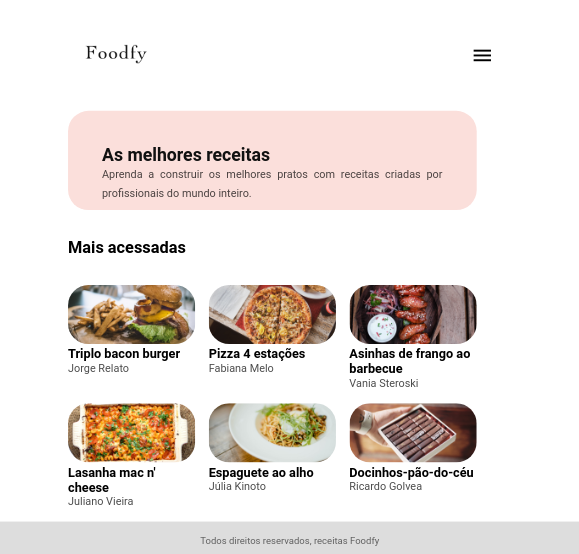 Foodfy
As melhores receitas
Aprenda a construir os melhores pratos com receitas criadas por
profissionais do mundo inteiro.
Mais acessadas
Triplo bacon burger
Jorge Relato
Pizza 4 estações
Fabiana Melo
Asinhas de frango ao
barbecue
Vania Steroski
Lasanha mac n'
cheese
Juliano Vieira
Espaguete ao alho
Júlia Kinoto
Docinhos-pão-do-céu
Ricardo Golvea
Todos direitos reservados, receitas Foodfy